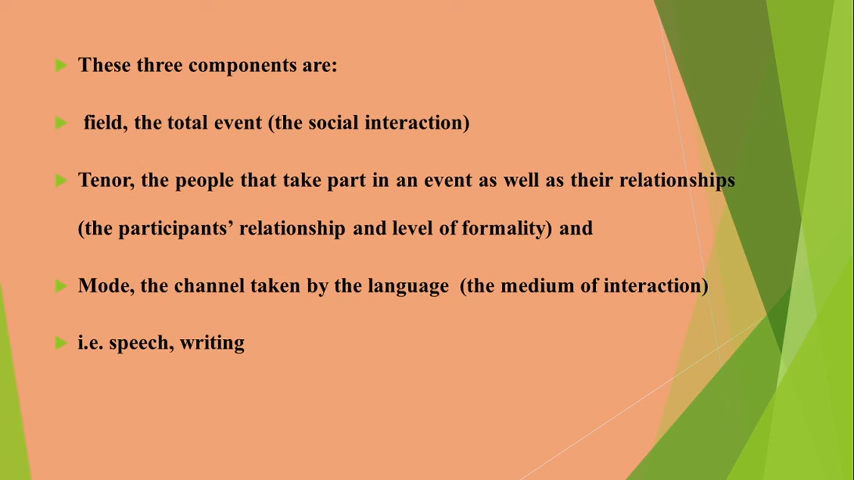 These three components are:
field, the total event (the social interaction)
Tenor, the people that take part in an event as well as their relationships
(the participants’ relationship and level of formality) and
Mode, the channel taken by the language (the medium of interaction)
i.e. speech, writing